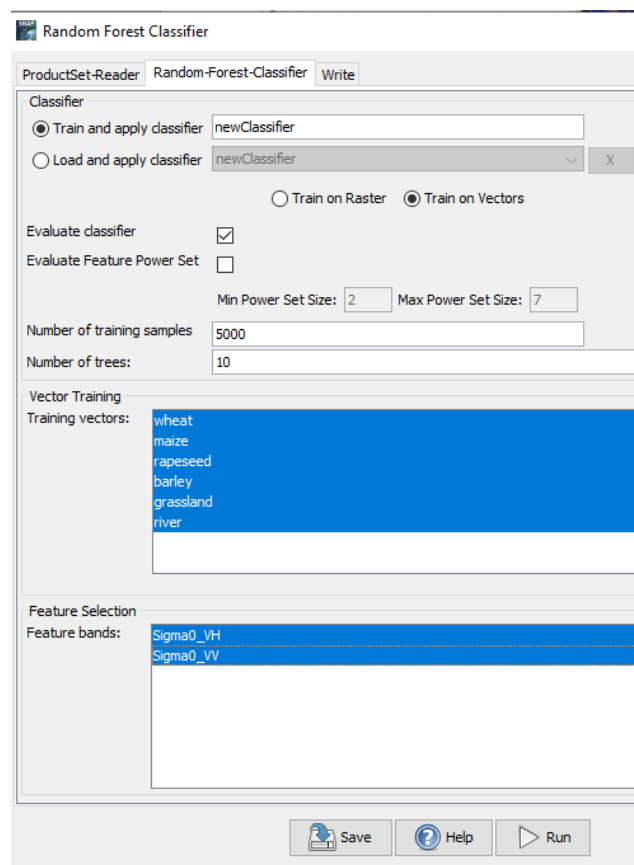 SNAP
Random Forest Classifier
ProductSet-Reader Random-Forest-Classifier Write
Classifier
Train and apply classifier newClassifier
Load and apply classifier newClassifier X
Train on Raster Train on Vectors
Evaluate classifier
Evaluate Feature Power Set
Min Power Set Size: 2 Max Power Set Size: 7
Number of training samples 5000
Number of trees: 10
Vector Training
Training vectors: wheat
maize
rapeseed
barley
grassland
river
Feature Selection
Feature bands: Sigma0_VH
Sigma0_VV
Save Help Run